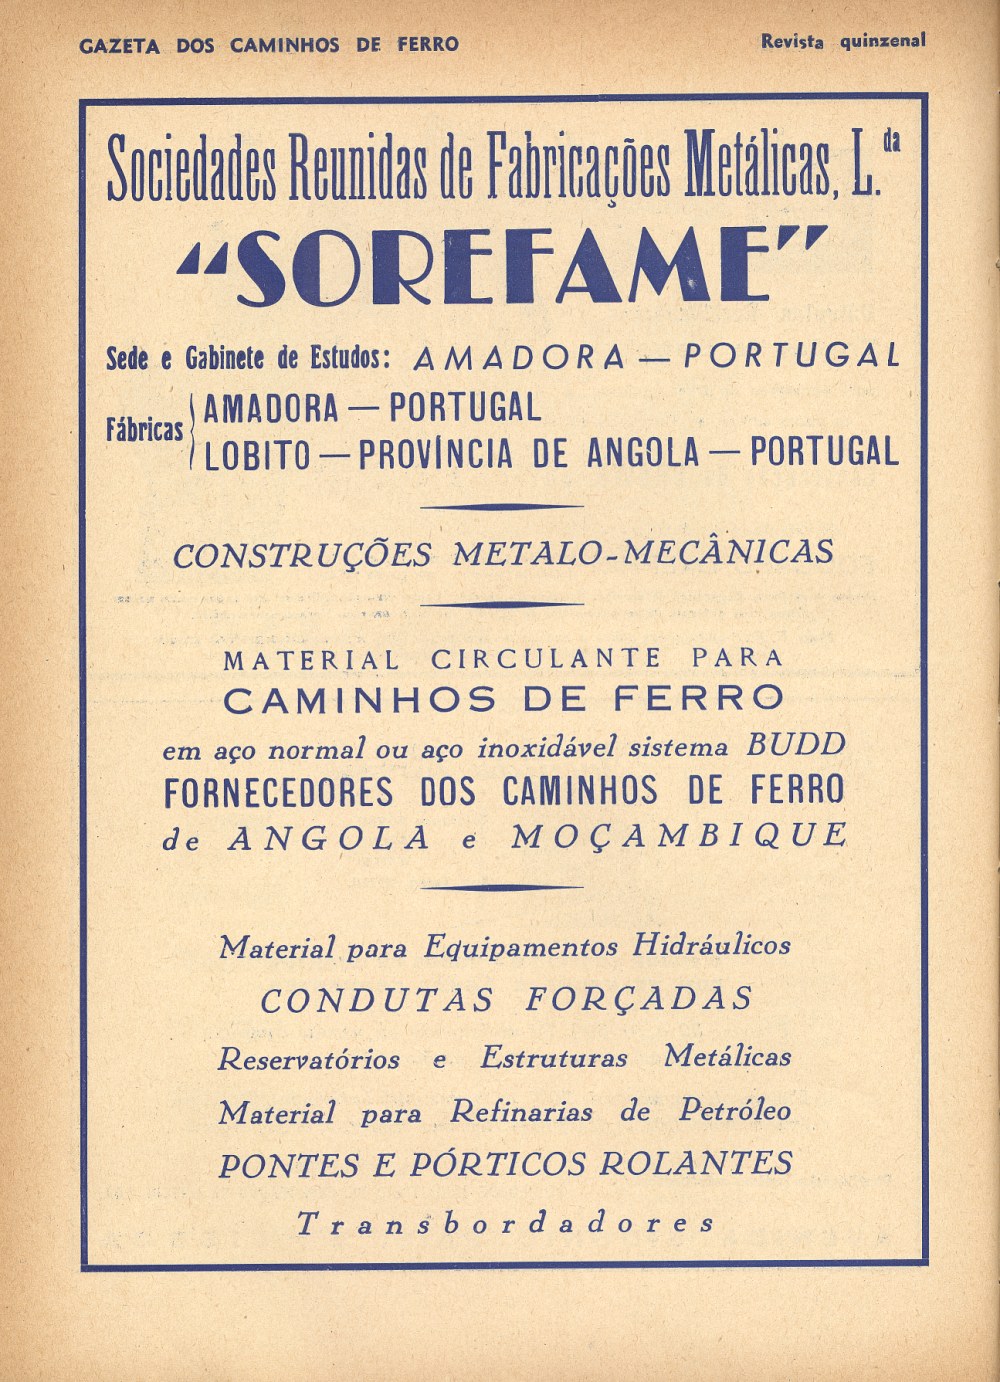 GAZETA DOS CAMINHOS DE FERRO Revista quinzenal
Sociedades Reunidas de Fabricações Metálicas, L.da
“SOREFAME”
Sede e Gabinete de Estudos: AMADORA — PORTUGAL
Fábricas AMADORA — PORTUGAL
LOBITO — PROVÍNCIA DE ANGOLA — PORTUGAL
CONSTRUÇÕES METALO-MECÂNICAS
MATERIAL CIRCULANTE PARA
CAMINHOS DE FERRO
em aço normal ou aço inoxidável sistema BUDD
FORNECEDORES DOS CAMINHOS DE FERRO
de ANGOLA e MOÇAMBIQUE
Material para Equipamentos Hidráulicos
CONDUTAS FORÇADAS
Reservatórios e Estruturas Metálicas
Material para Refinarias de Petróleo
PONTES E PÓRTICOS ROLANTES
Transbordadores